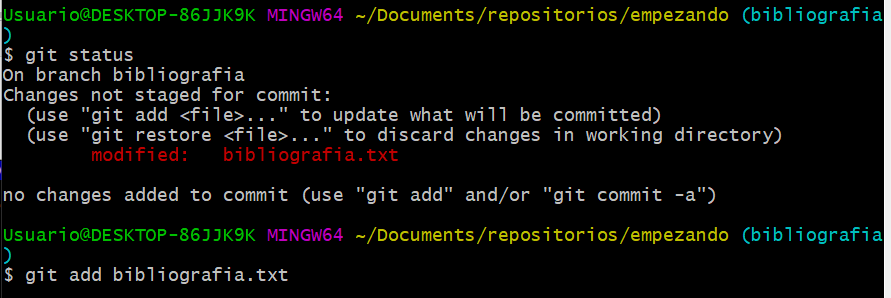 Usuario@DESKTOP-86JJK9K MINGW64 ~/Documents/repositorios/empezando (bibliografia
)
$ git status
On branch bibliografia
Changes not staged for commit:
  (use "git add <file>..." to update what will be committed)
  (use "git restore <file>..." to discard changes in working directory)
        modified:   bibliografia.txt
no changes added to commit (use "git add" and/or "git commit -a")
Usuario@DESKTOP-86JJK9K MINGW64 ~/Documents/repositorios/empezando (bibliografia
)
$ git add bibliografia.txt